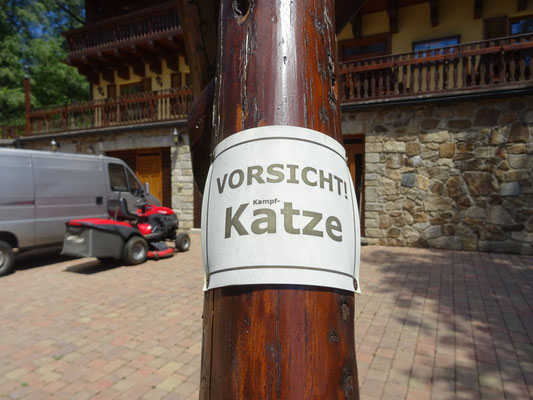 VORSICHT!
Kampf-
Katze